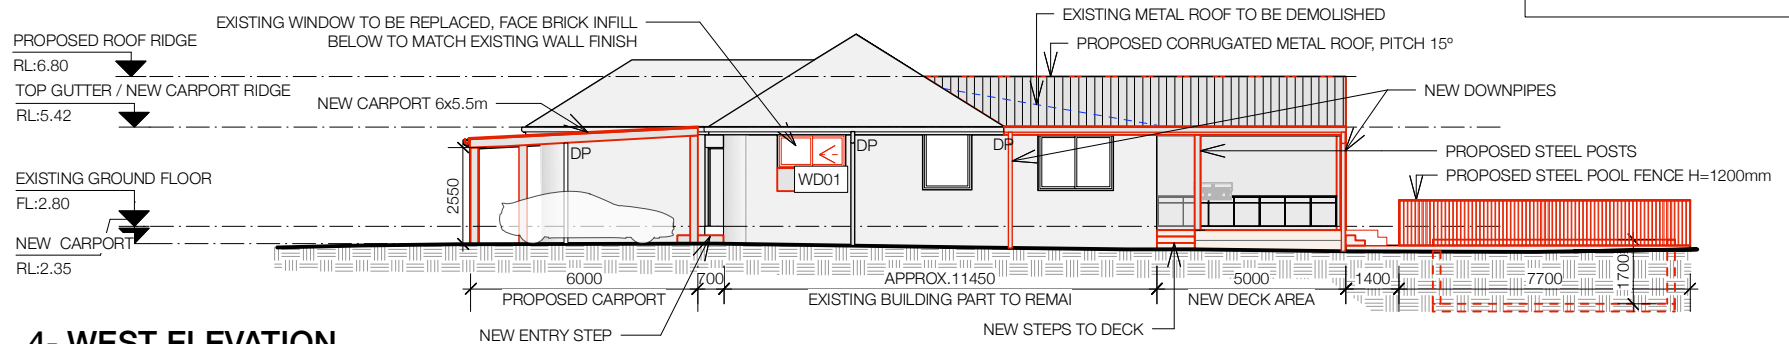 EXISTING WINDOW TO BE REPLACED, FACE BRICK INFILL
BELOW TO MATCH EXISTING WALL FINISH
EXISTING METAL ROOF TO BE DEMOLISHED
PROPOSED CORRUGATED METAL ROOF, PITCH 15º
PROPOSED ROOF RIDGE
RL:6.80
TOP GUTTER / NEW CARPORT RIDGE
RL:5.42
NEW CARPORT 6x5.5m
NEW DOWNPIPES
DP
DP
DP
WD01
PROPOSED STEEL POSTS
PROPOSED STEEL POOL FENCE H=1200mm
EXISTING GROUND FLOOR
FL:2.80
2550
NEW CARPORT
RL:2.35
6000
700
APPROX.11450
5000
1400
7700
1700
PROPOSED CARPORT
EXISTING BUILDING PART TO REMAI
NEW DECK AREA
NEW ENTRY STEP
NEW STEPS TO DECK
4- WEST ELEVATION